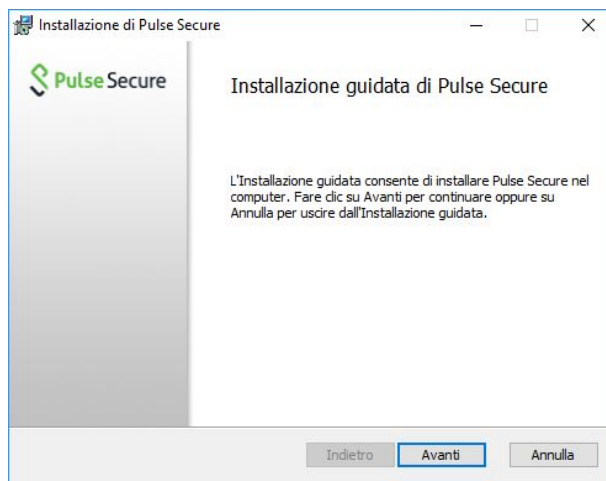 Installazione di Pulse Secure
Pulse Secure
Installazione guidata di Pulse Secure
L'Installazione guidata consente di installare Pulse Secure nel
computer. Fare clic su Avanti per continuare oppure su
Annulla per uscire dall'Installazione guidata.
Indietro Avanti Annulla